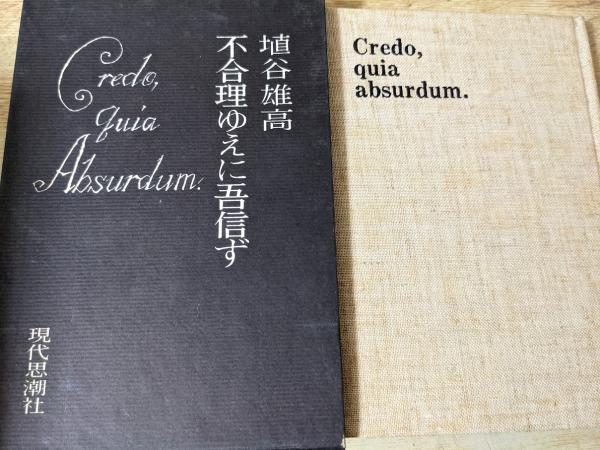 埴谷雄高
不合理ゆえに吾信ず
Credo,
quia
Absurdum.
現代思潮社
Credo,
quia
absurdum.